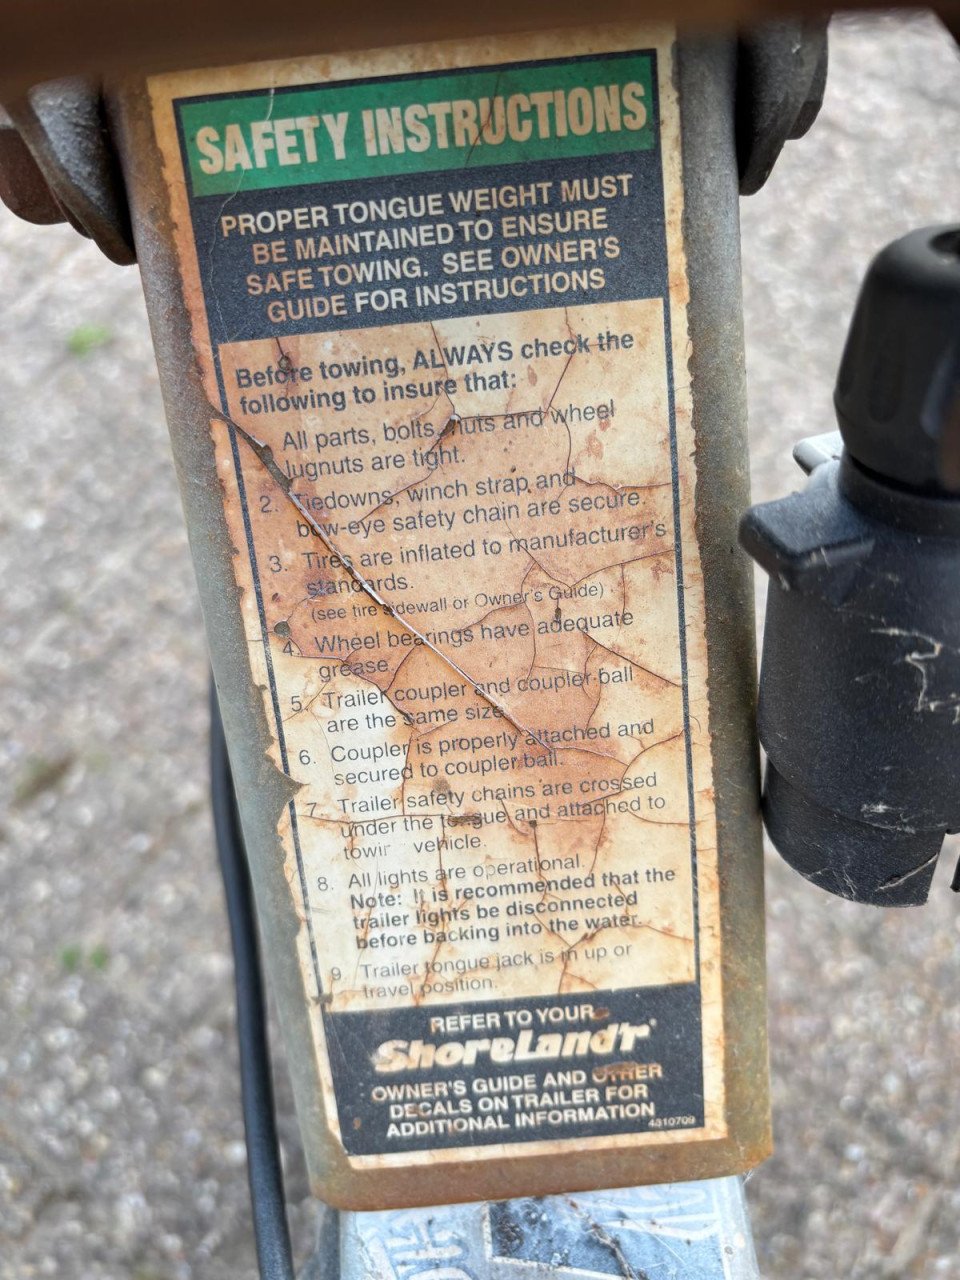 SAFETY INSTRUCTIONS
PROPER TONGUE WEIGHT MUST
BE MAINTAINED TO ENSURE
SAFE TOWING. SEE OWNER'S
GUIDE FOR INSTRUCTIONS
Before towing, ALWAYS check the
following to insure that:
All parts, bolts, nuts and wheel
lugnuts are tight.
2. Tiedowns, winch strap and
bow-eye safety chain are secure.
3. Tires are inflated to manufacturer's
standards.
(see tire sidewall or Owner's Guide)
4. Wheel bearings have adequate
grease.
5. Trailer coupler and coupler ball
are the same size.
6. Coupler is properly attached and
secured to coupler ball.
7. Trailer safety chains are crossed
under the tongue and attached to
towin vehicle.
8. All lights are operational.
Note: It is recommended that the
trailer lights be disconnected
before backing into the water.
9. Trailer tongue jack is in up or
travel position.
REFER TO YOUR
ShoreLand'r®
OWNER'S GUIDE AND OTHER
DECALS ON TRAILER FOR
ADDITIONAL INFORMATION
4310709